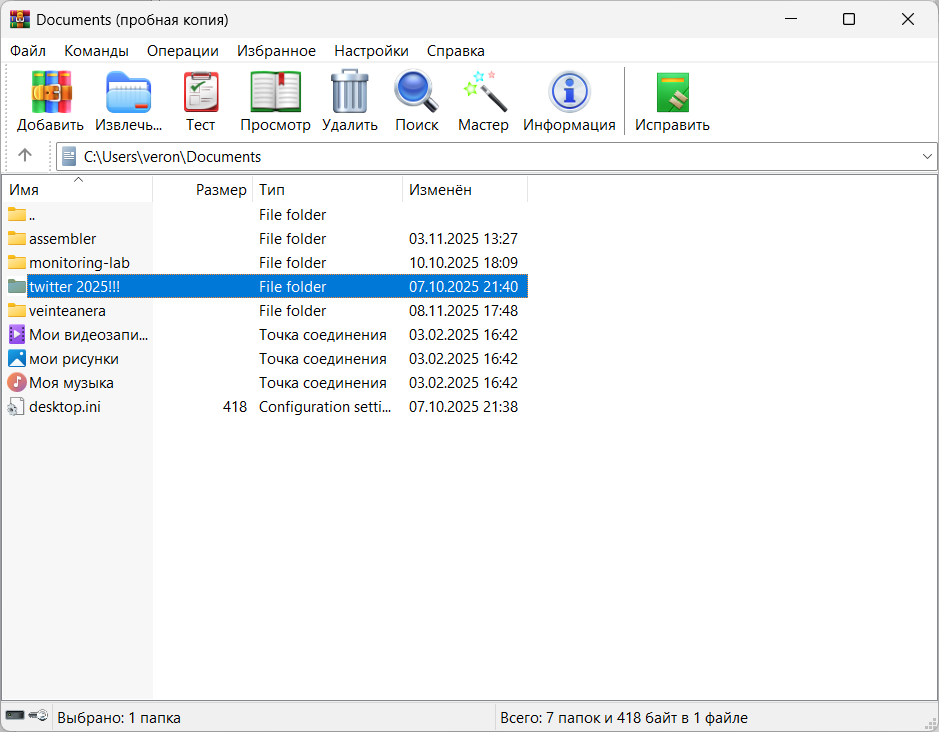 Documents (пробная копия)
Файл Команды Операции Избранное Настройки Справка
Добавить Извлечь... Тест Просмотр Удалить Поиск Мастер Информация Исправить
C:\Users\veron\Documents
Имя Размер Тип Изменён
.. File folder
assembler File folder 03.11.2025 13:27
monitoring-lab File folder 10.10.2025 18:09
twitter 2025!!! File folder 07.10.2025 21:40
veinteanera File folder 08.11.2025 17:48
Мои видеозапи... Точка соединения 03.02.2025 16:42
мои рисунки Точка соединения 03.02.2025 16:42
Моя музыка Точка соединения 03.02.2025 16:42
desktop.ini 418 Configuration setti... 07.10.2025 21:38
Выбрано: 1 папка Всего: 7 папок и 418 байт в 1 файле